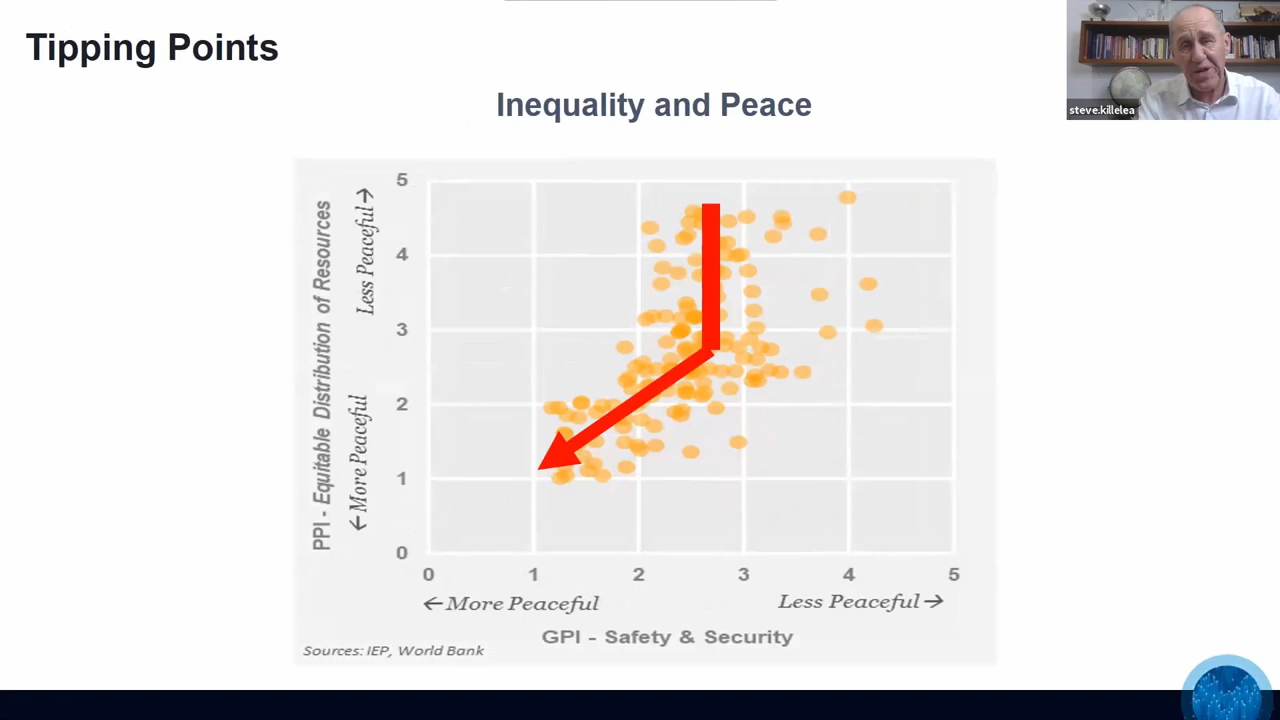 Tipping Points
steve.killelea
Inequality and Peace
PPI - Equitable Distribution of Resources
←More Peaceful
Less Peaceful→
5
4
3
2
1
0
0 1 2 3 4 5
←More Peaceful
Less Peaceful→
GPI - Safety & Security
Sources: IEP, World Bank